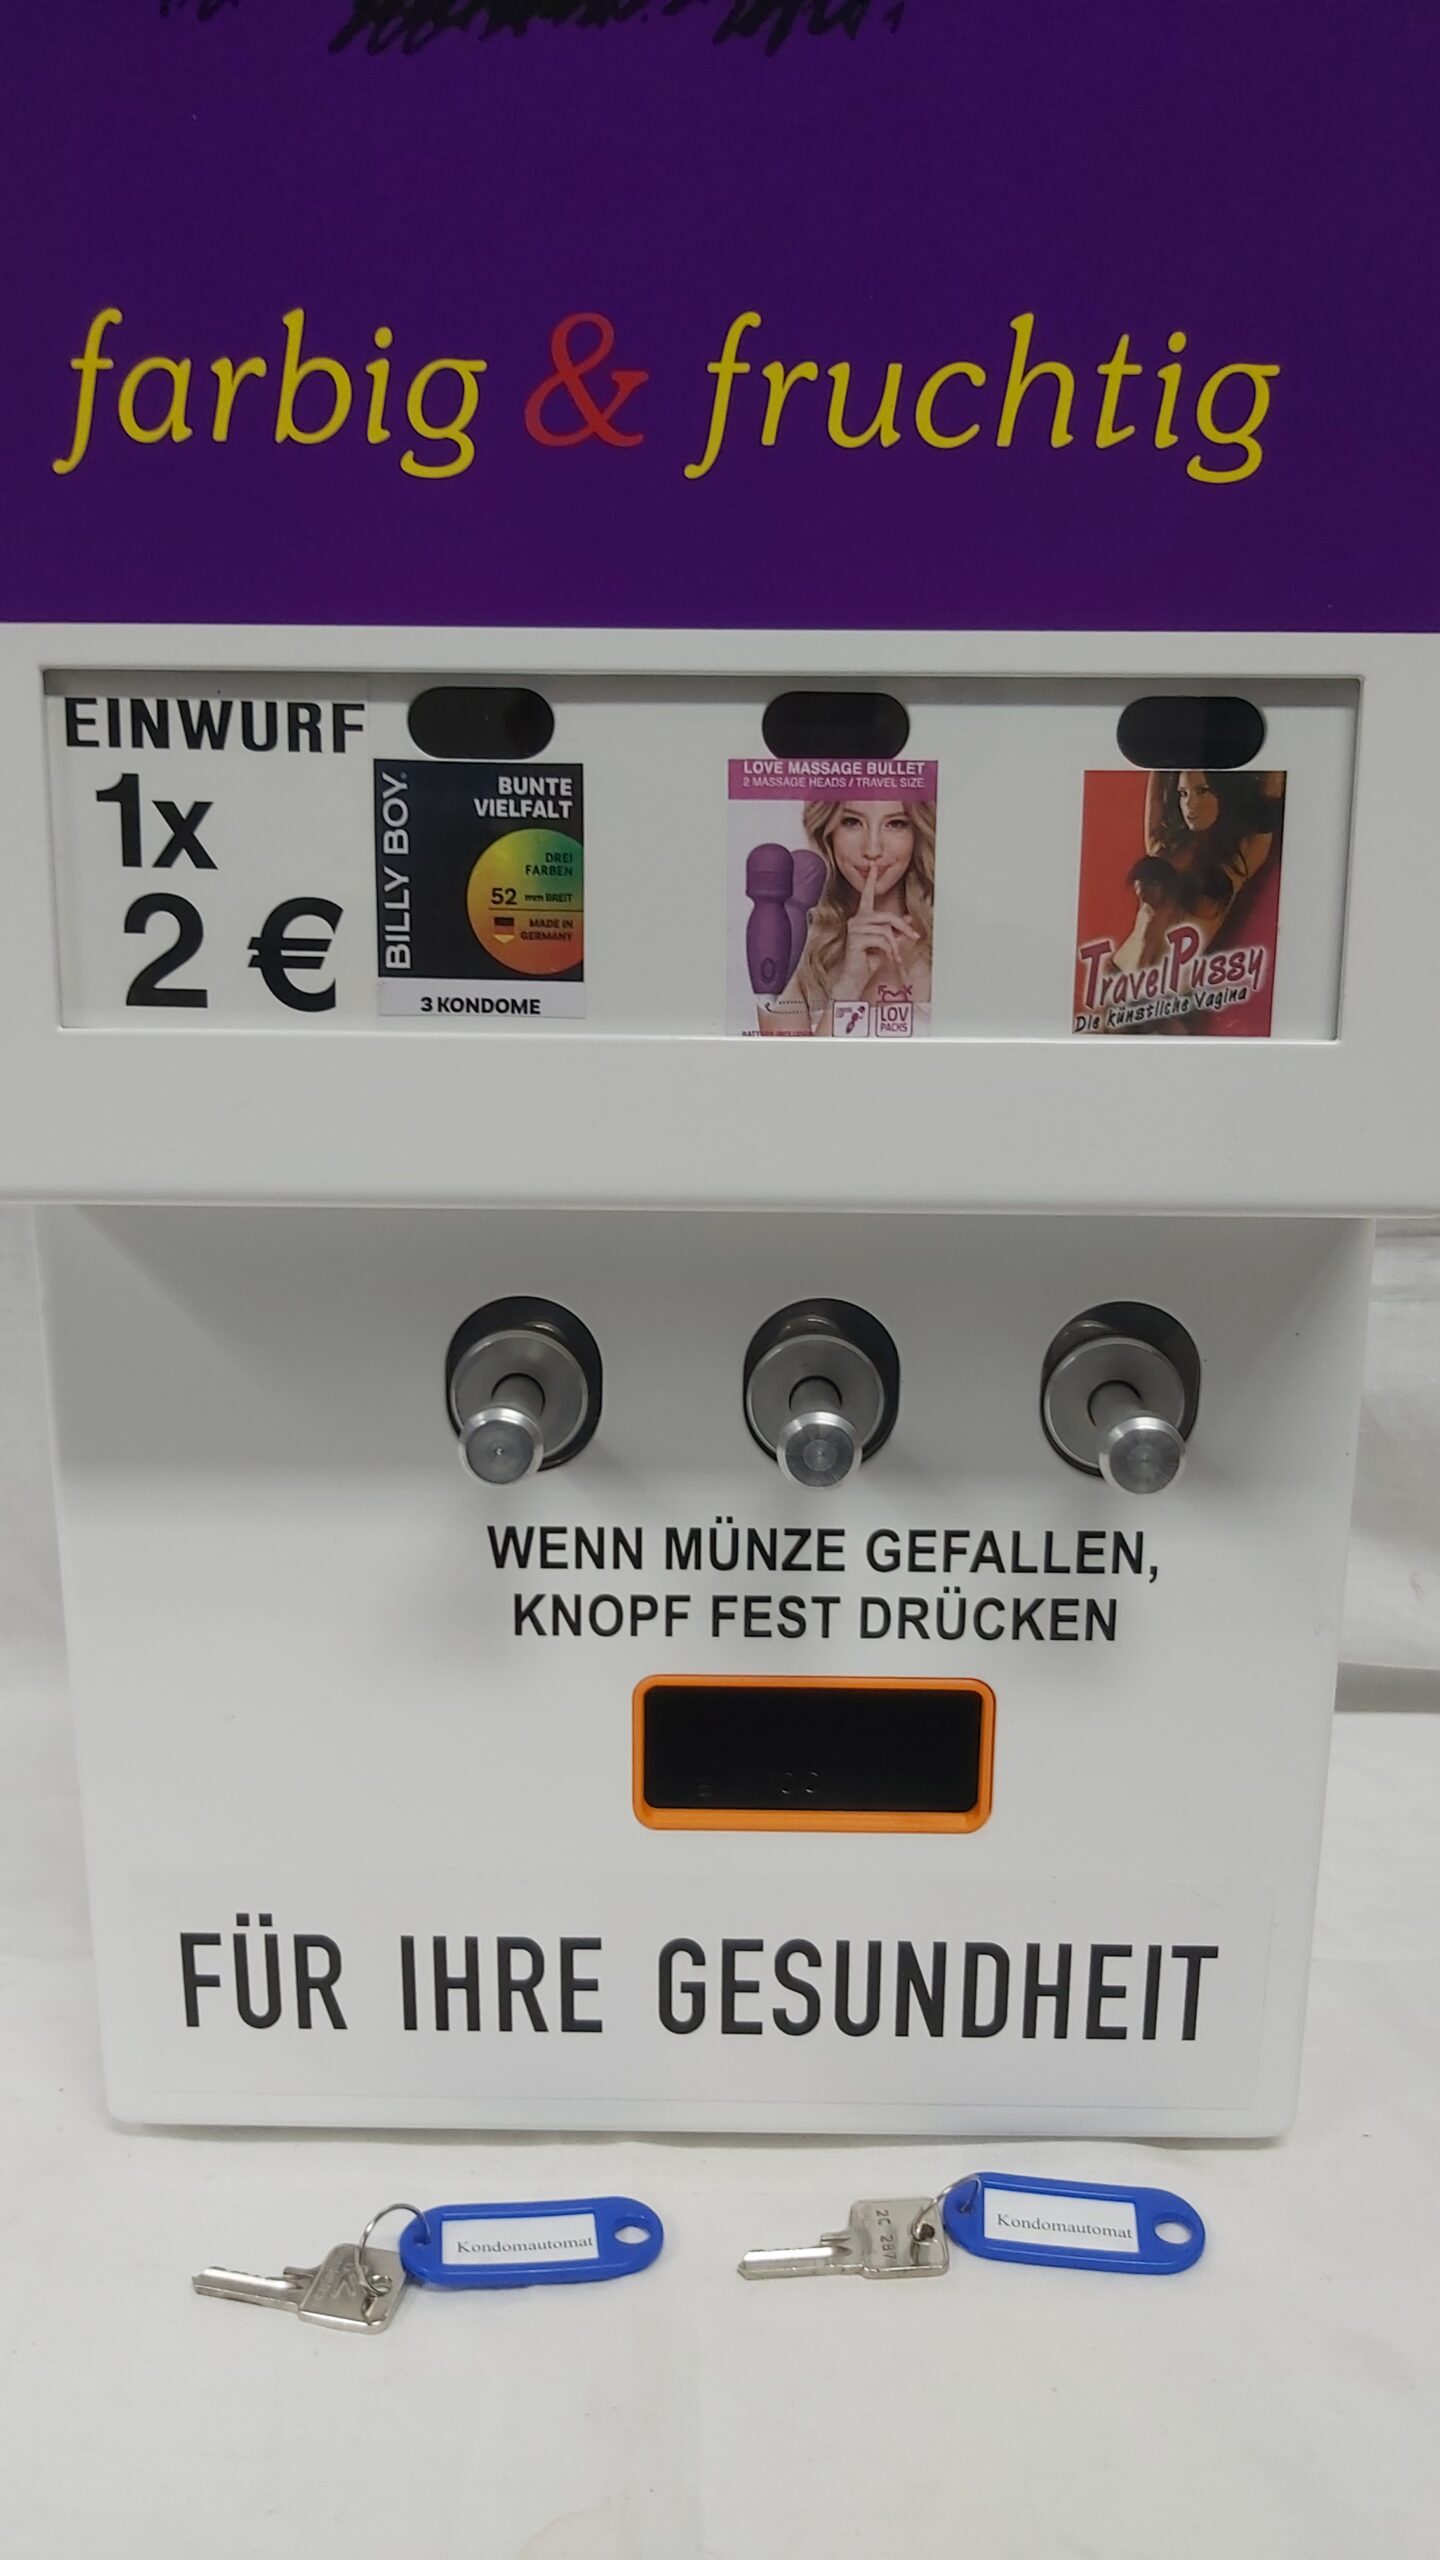 farbig & fruchtig
EINWURF
1x
2 €
BILLY BOY
BUNTE
VIELFALT
DREI
FARBEN
52 mm BREIT
MADE IN
GERMANY
3 KONDOME
LOVE MASSAGE BULLET
2 MASSAGE HEADS / TRAVEL SIZE
LOV
PACKS
TravelPussy
Die künstliche Vagina
WENN MÜNZE GEFALLEN,
KNOPF FEST DRÜCKEN
FÜR IHRE GESUNDHEIT
Kondomautomat
2C 287
Kondomautomat